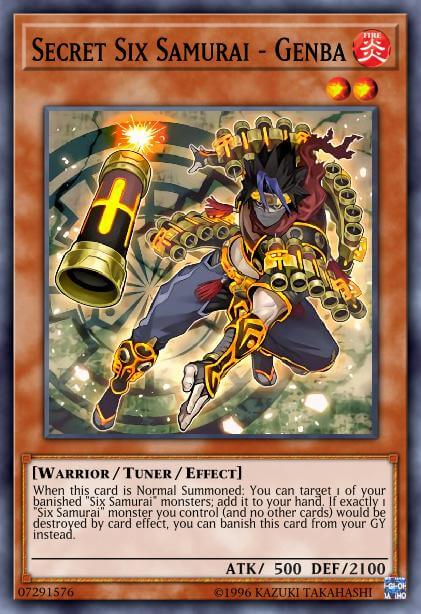 Secret Six Samurai - Genba
FIRE
炎
[Warrior / Tuner / Effect]
When this card is Normal Summoned: You can target 1 of your
banished "Six Samurai" monsters; add it to your hand. If exactly 1
"Six Samurai" monster you control (and no other cards) would be
destroyed by card effect, you can banish this card from your GY
instead.
ATK/ 500 DEF/2100
07291576
©1996 KAZUKI TAKAHASHI